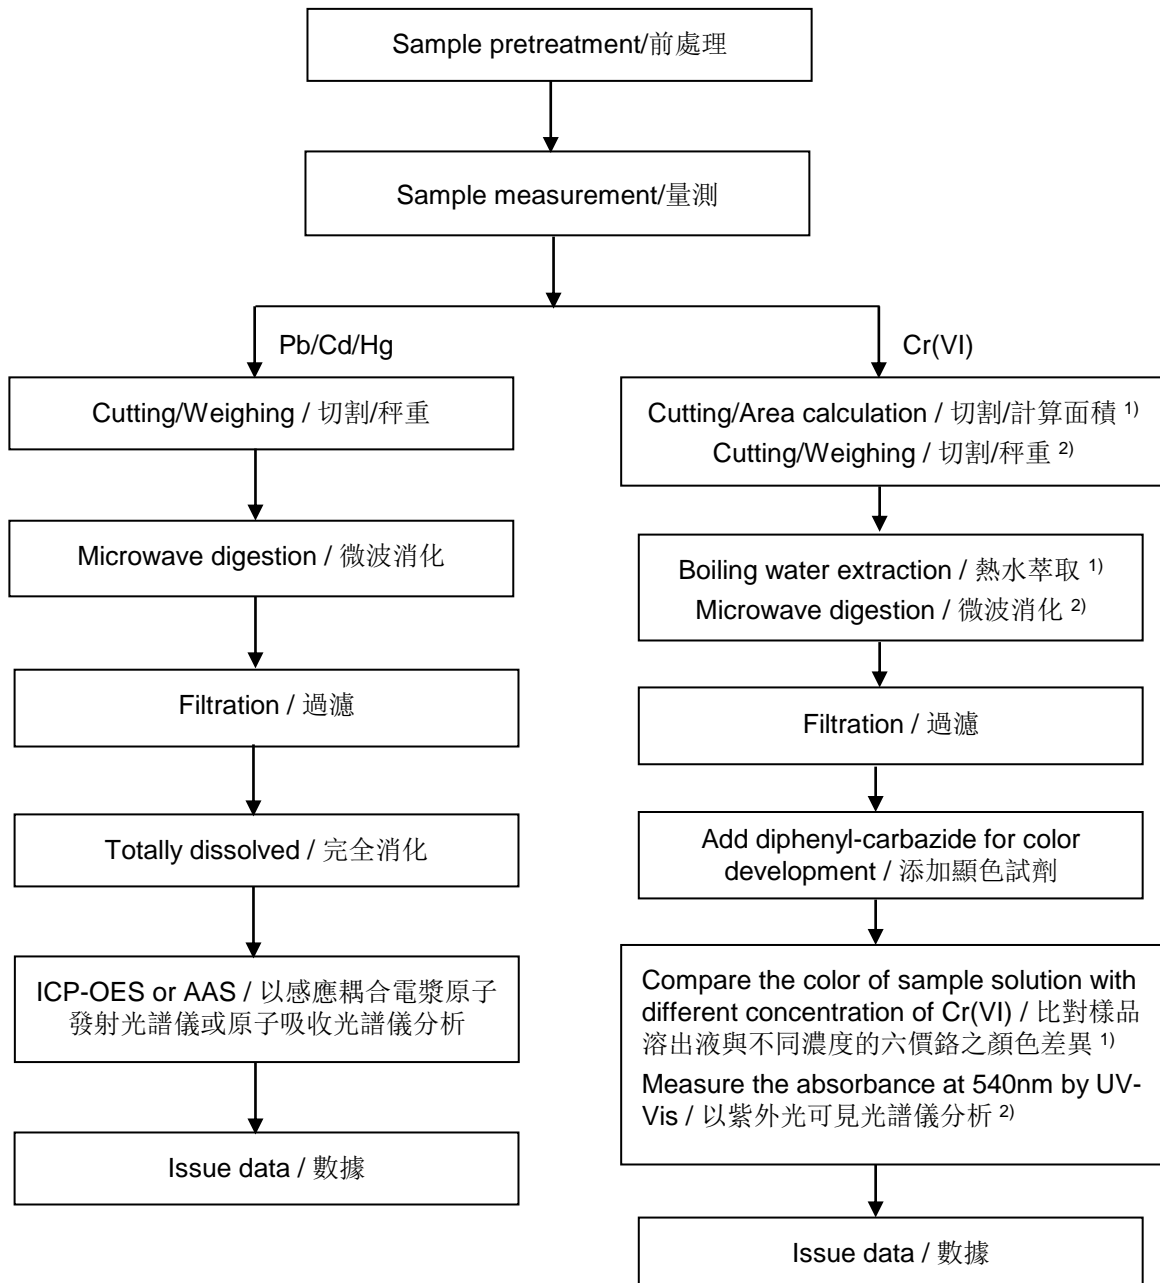 Sample pretreatment/前處理
Sample measurement/量測
Pb/Cd/Hg
Cutting/Weighing / 切割/秤重
Microwave digestion / 微波消化
Filtration / 過濾
Totally dissolved / 完全消化
ICP-OES or AAS / 以感應耦合電漿原子
發射光譜儀或原子吸收光譜儀分析
Issue data / 數據
Cr(VI)
Cutting/Area calculation / 切割/計算面積 1)
Cutting/Weighing / 切割/秤重 2)
Boiling water extraction / 熱水萃取 1)
Microwave digestion / 微波消化 2)
Filtration / 過濾
Add diphenyl-carbazide for color
development / 添加顯色試劑
Compare the color of sample solution with
different concentration of Cr(VI) / 比對樣品
溶出液與不同濃度的六價鉻之顏色差異 1)
Measure the absorbance at 540nm by UV-
Vis / 以紫外光可見光譜儀分析 2)
Issue data / 數據